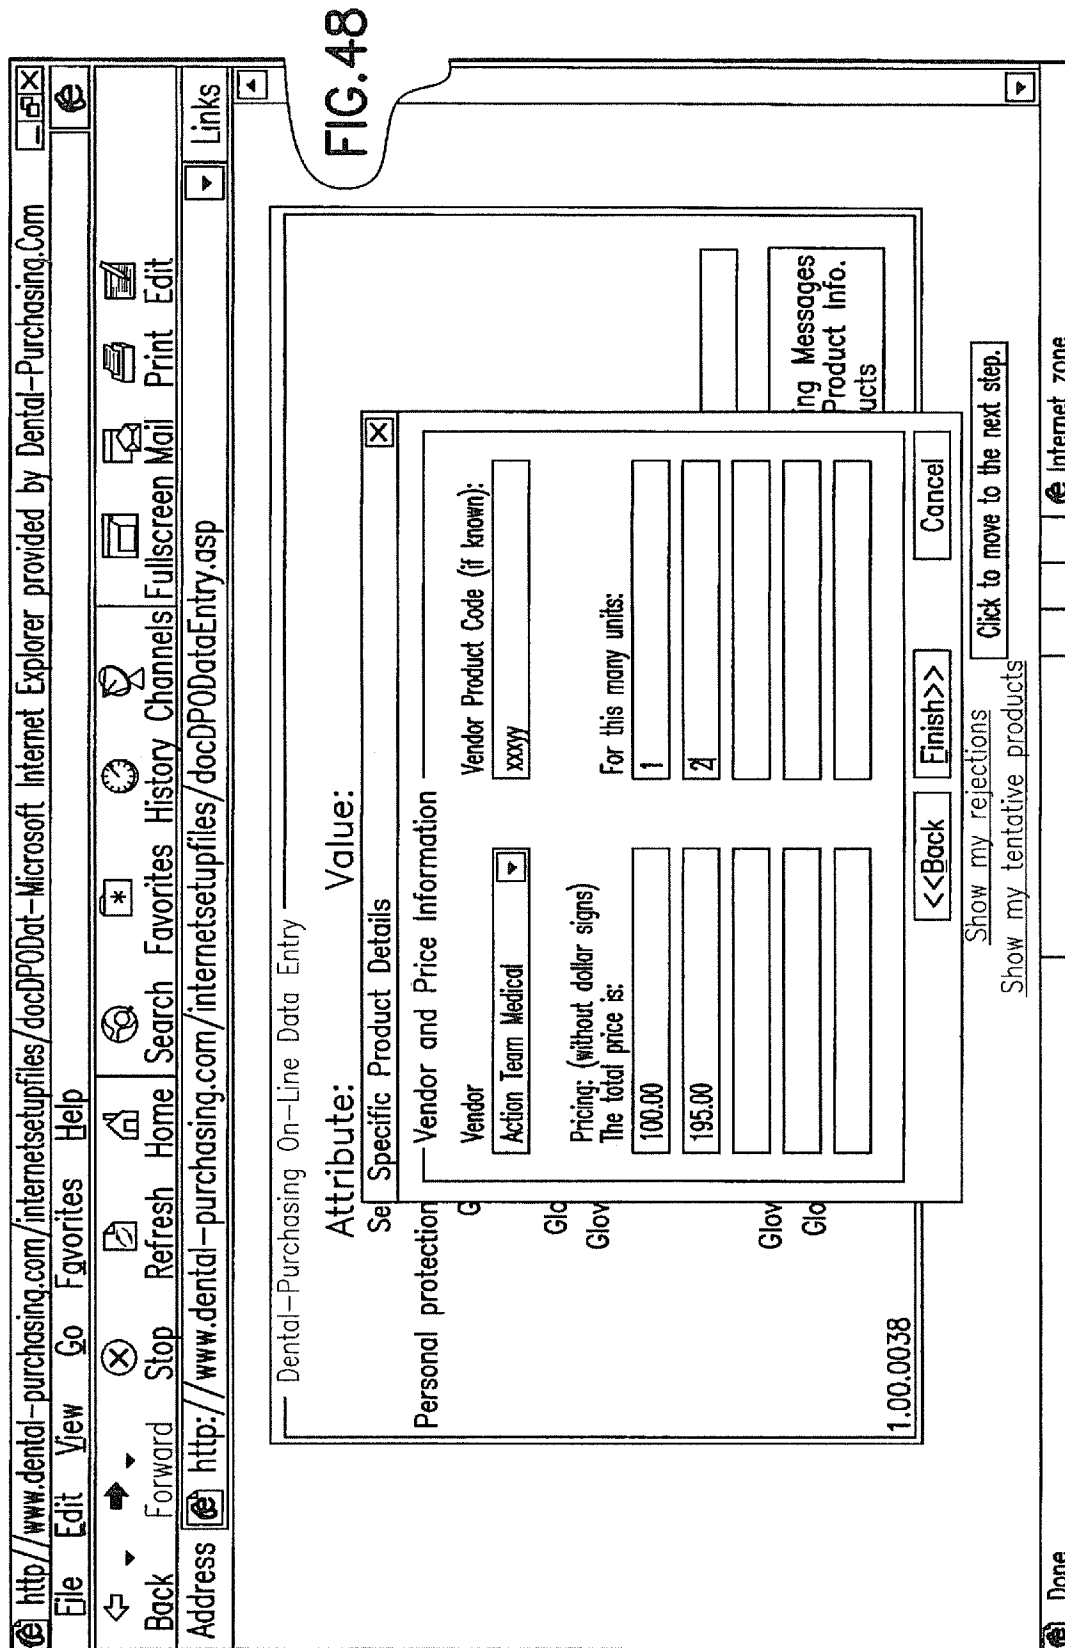 http//www.dental-purchasing.com/internetsetupfiles/docDPODat-Microsoft Internet Explorer provided by Dental-Purchasing.Com
File Edit View Go Favorites Help
Back Forward Stop Refresh Home Search Favorites History Channels Fullscreen Mail Print Edit
Address http://www.dental-purchasing.com/internetsetupfiles/docDPODataEntry.asp Links
FIG.48
Dental-Purchasing On-Line Data Entry
Attribute: Value:
Se
Specific Product Details
Personal protection
Vendor and Price Information
G
Vendor Vendor Product Code (if known):
Action Team Medical xxxyy
Glo
Pricing: (without dollar signs)
Glov
The total price is: For this many units:
100.00 1
195.00 2
Glov
Glo
ng Messages
Product Info.
ucts
1.00.0038
<<Back Finish>> Cancel
Show my rejections
Click to move to the next step.
Show my tentative products
Done Internet zone